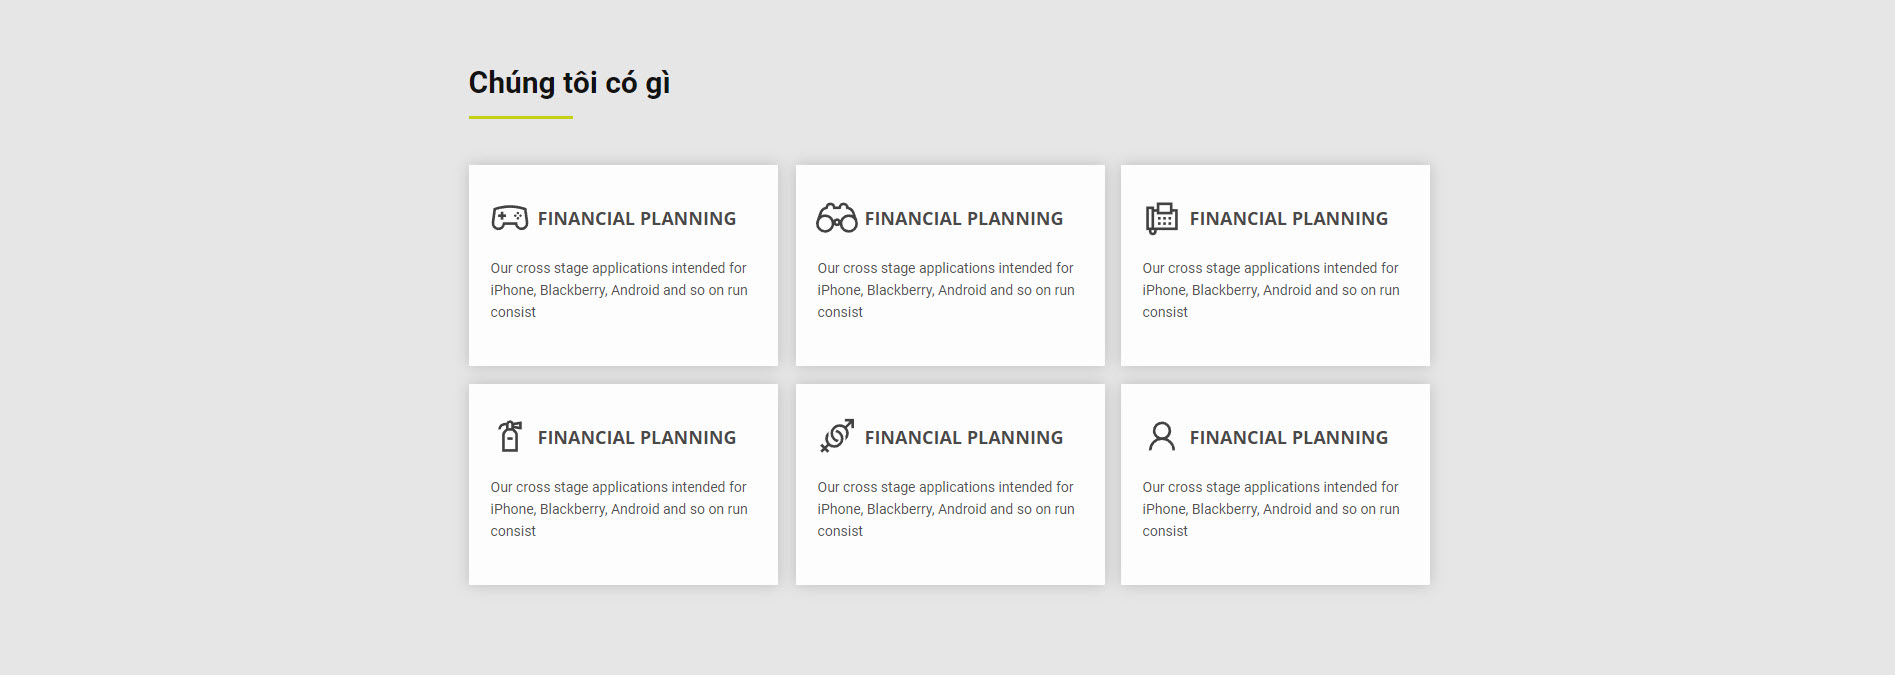 Chúng tôi có gì
FINANCIAL PLANNING
Our cross stage applications intended for
iPhone, Blackberry, Android and so on run
consist
FINANCIAL PLANNING
Our cross stage applications intended for
iPhone, Blackberry, Android and so on run
consist
FINANCIAL PLANNING
Our cross stage applications intended for
iPhone, Blackberry, Android and so on run
consist
FINANCIAL PLANNING
Our cross stage applications intended for
iPhone, Blackberry, Android and so on run
consist
FINANCIAL PLANNING
Our cross stage applications intended for
iPhone, Blackberry, Android and so on run
consist
FINANCIAL PLANNING
Our cross stage applications intended for
iPhone, Blackberry, Android and so on run
consist